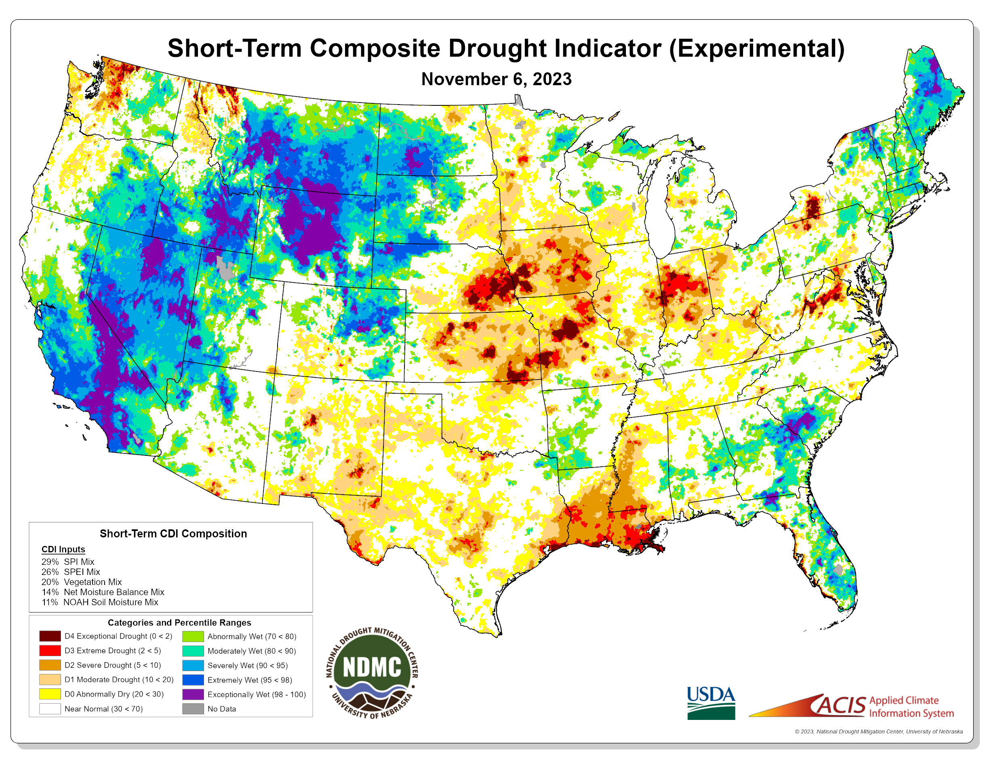 Short-Term Composite Drought Indicator (Experimental)
November 6, 2023
Short-Term CDI Composition
CDI Inputs
29% SPI Mix
26% SPEI Mix
20% Vegetation Mix
14% Net Moisture Balance Mix
11% NOAH Soil Moisture Mix
Categories and Percentile Ranges
D4 Exceptional Drought (0 < 2)
D3 Extreme Drought (2 < 5)
D2 Severe Drought (5 < 10)
D1 Moderate Drought (10 < 20)
D0 Abnormally Dry (20 < 30)
Near Normal (30 < 70)
Abnormally Wet (70 < 80)
Moderately Wet (80 < 90)
Severely Wet (90 < 95)
Extremely Wet (95 < 98)
Exceptionally Wet (98 - 100)
No Data
NATIONAL DROUGHT MITIGATION CENTER
NDMC
UNIVERSITY OF NEBRASKA
USDA
ACIS
Applied Climate
Information System
© 2023, National Drought Mitigation Center, University of Nebraska